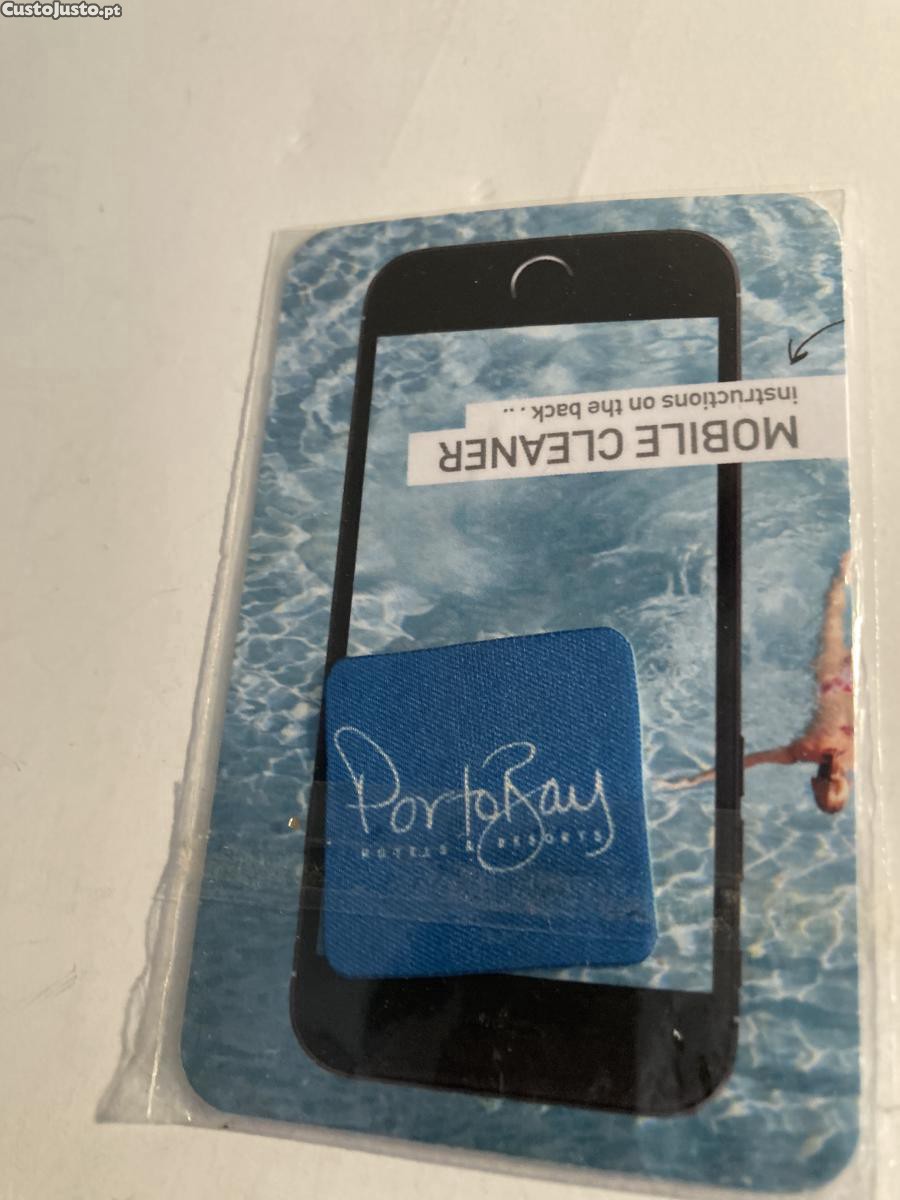 CustoJusto.pt
MOBILE CLEANER
instructions on the back...
PortoBay
HOTELS & RESORTS